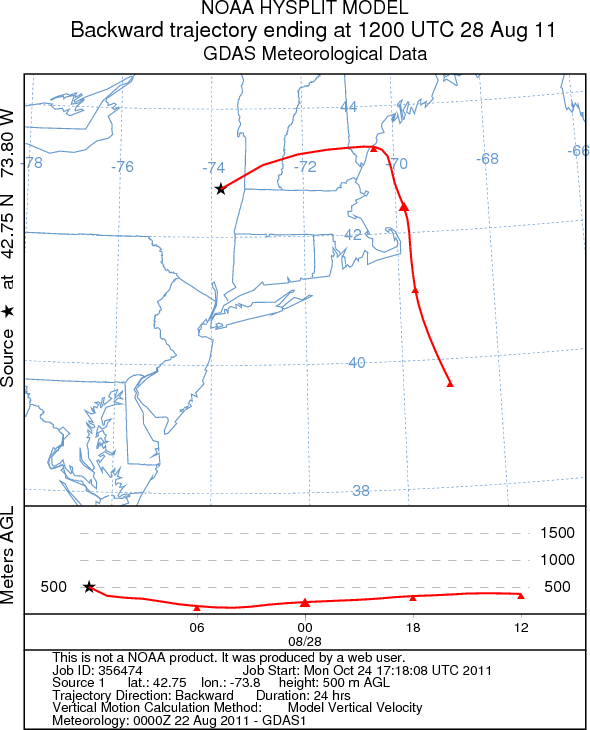 NOAA HYSPLIT MODEL
Backward trajectory ending at 1200 UTC 28 Aug 11
GDAS Meteorological Data
Source ★ at 42.75 N 73.80 W
44
-78
-76
-74
-72
-70
-68
-66
42
40
38
Meters AGL
1500
1000
500
500
06
00
18
12
08/28
This is not a NOAA product. It was produced by a web user.
Job ID: 356474 Job Start: Mon Oct 24 17:18:08 UTC 2011
Source 1 lat.: 42.75 lon.: -73.8 height: 500 m AGL
Trajectory Direction: Backward Duration: 24 hrs
Vertical Motion Calculation Method: Model Vertical Velocity
Meteorology: 0000Z 22 Aug 2011 - GDAS1